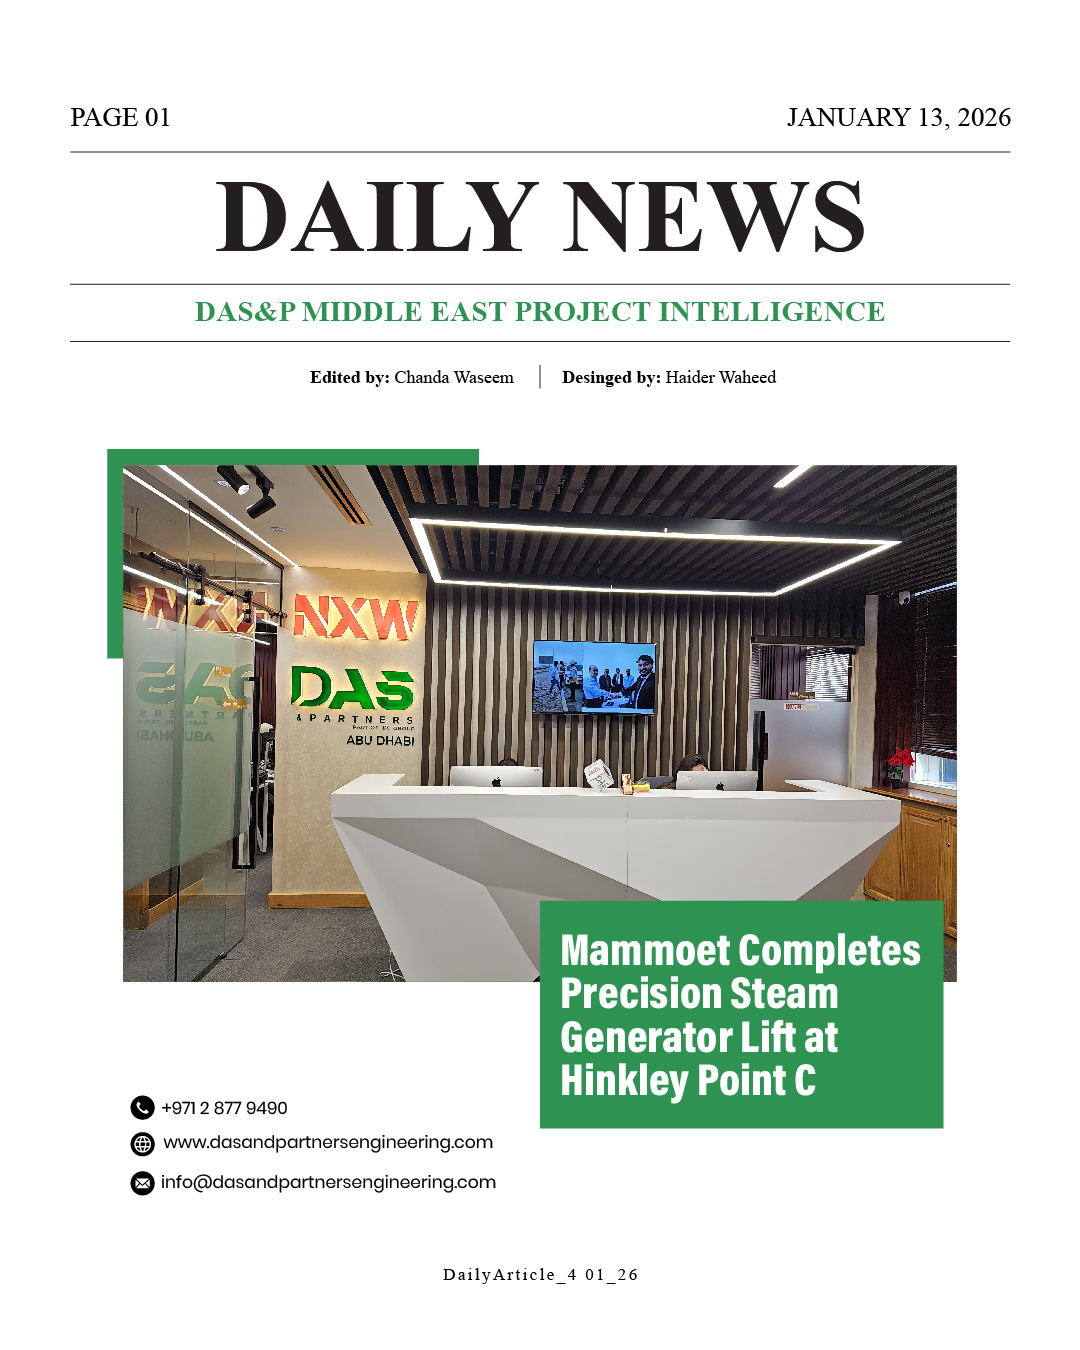 PAGE 01
JANUARY 13, 2026
DAILY NEWS
DAS&P MIDDLE EAST PROJECT INTELLIGENCE
Edited by: Chanda Waseem
Desinged by: Haider Waheed
NXW
DAS
& PARTNERS
ABU DHABI
Mammoet Completes
Precision Steam
Generator Lift at
Hinkley Point C
+971 2 877 9490
www.dasandpartnersengineering.com
info@dasandpartnersengineering.com
DailyArticle_4 01_26